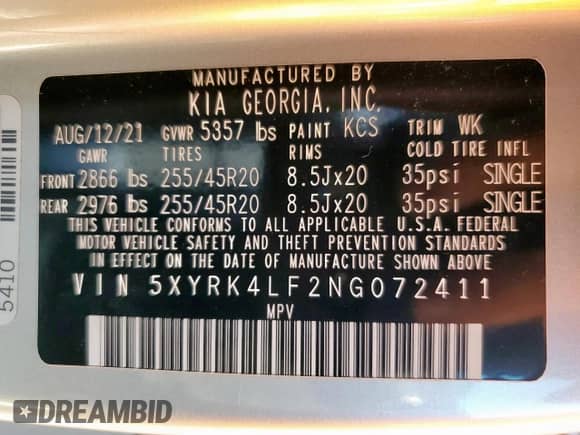 MANUFACTURED BY
KIA GEORGIA, INC.
AUG/12/21 GVWR 5357 lbs PAINT KCS TRIM WK
GAWR TIRES RIMS COLD TIRE INFL
FRONT 2866 lbs 255/45R20 8.5Jx20 35psi SINGLE
REAR 2976 lbs 255/45R20 8.5Jx20 35psi SINGLE
THIS VEHICLE CONFORMS TO ALL APPLICABLE U.S.A. FEDERAL
MOTOR VEHICLE SAFETY AND THEFT PREVENTION STANDARDS
IN EFFECT ON THE DATE OF MANUFACTURE SHOWN ABOVE
VIN 5XYRK4LF2NG072411
MPV
5410
DREAMBID